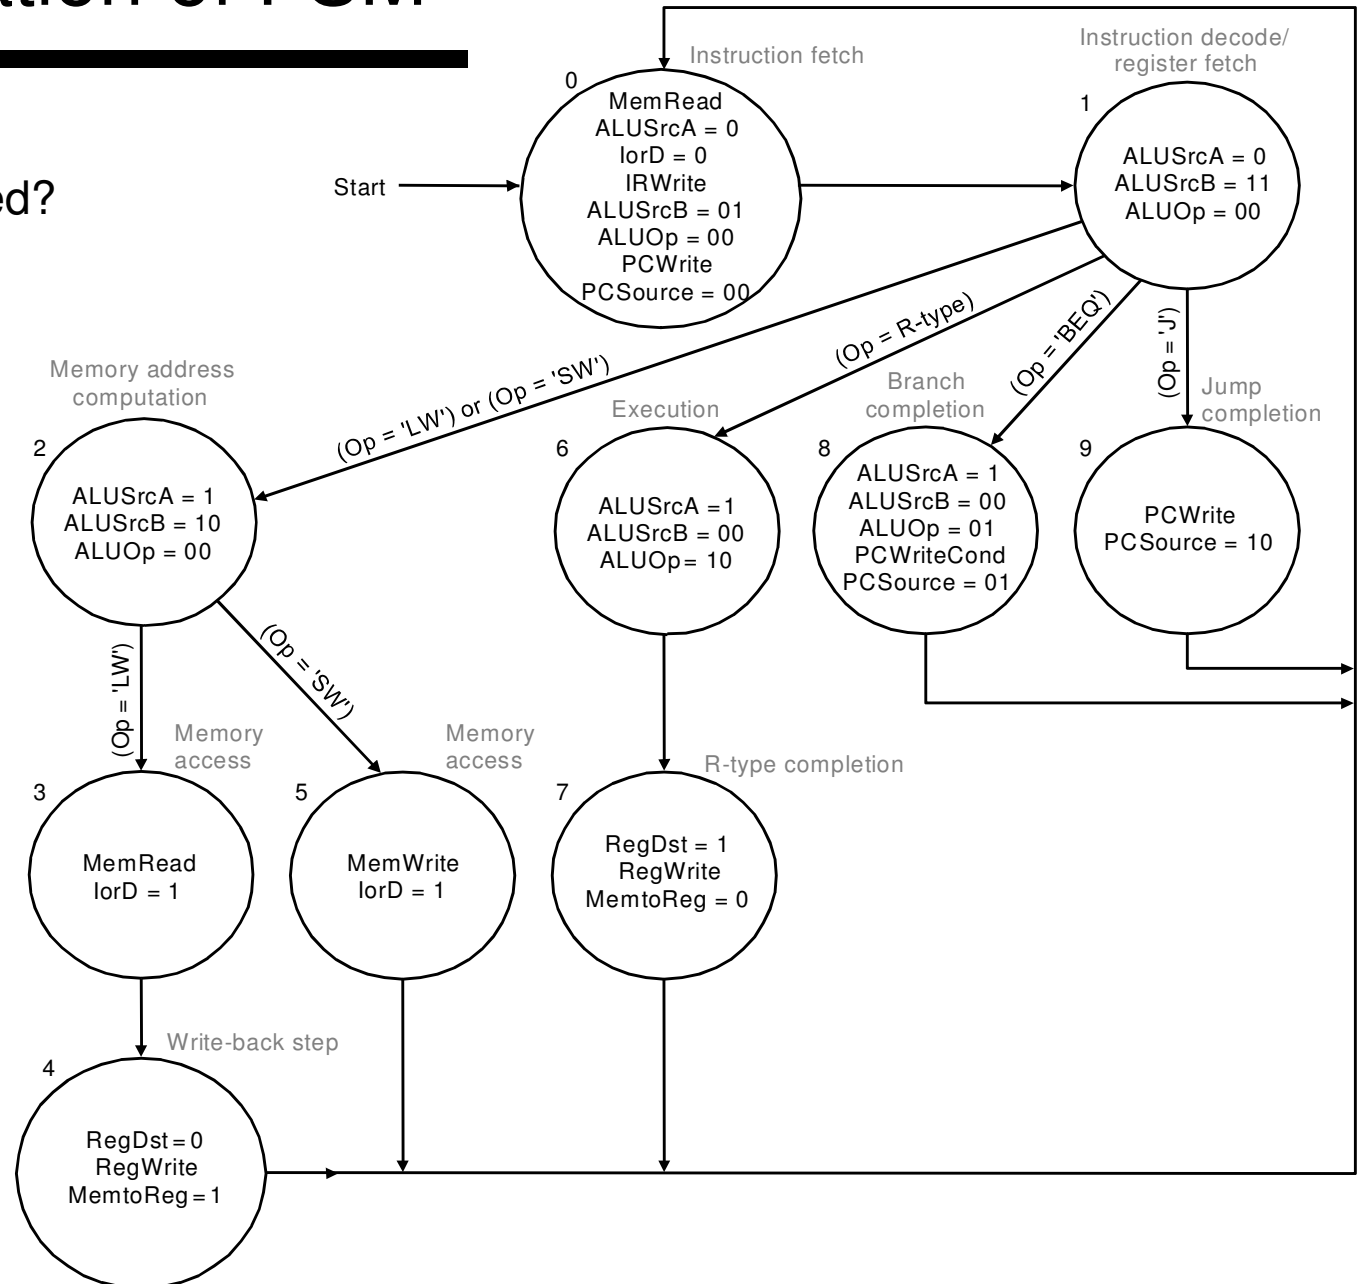 Instruction fetch
Instruction decode/
register fetch
0
MemRead
ALUSrcA = 0
IorD = 0
IRWrite
ALUSrcB = 01
ALUOp = 00
PCWrite
PCSource = 00
1
ALUSrcA = 0
ALUSrcB = 11
ALUOp = 00
ed?
Start
(Op = 'LW') or (Op = 'SW')
(Op = R-type)
(Op = 'BEQ')
(Op = 'J')
Memory address
computation
2
ALUSrcA = 1
ALUSrcB = 10
ALUOp = 00
Execution
6
ALUSrcA =1
ALUSrcB = 00
ALUOp= 10
Branch
completion
8
ALUSrcA = 1
ALUSrcB = 00
ALUOp = 01
PCWriteCond
PCSource = 01
Jump
completion
9
PCWrite
PCSource = 10
(Op = 'LW')
(Op = 'SW')
Memory
access
3
MemRead
IorD = 1
Memory
access
5
MemWrite
IorD = 1
R-type completion
7
RegDst = 1
RegWrite
MemtoReg = 0
Write-back step
4
RegDst=0
RegWrite
MemtoReg=1